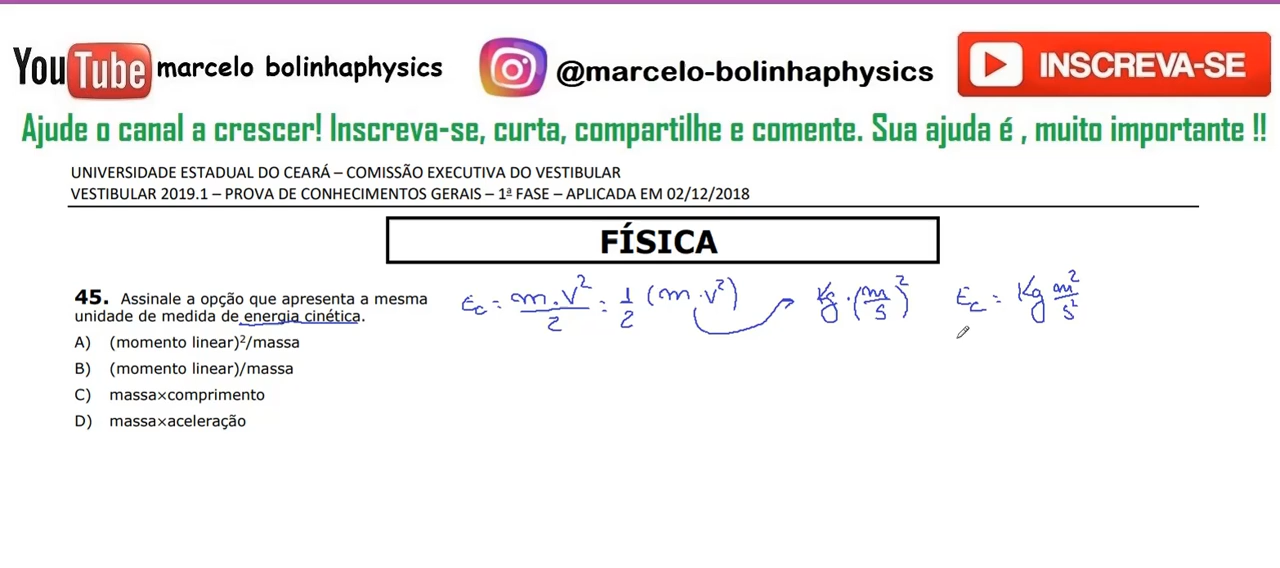 YouTube marcelo bolinhaphysics @marcelo-bolinhaphysics INSCREVA-SE
Ajude o canal a crescer! Inscreva-se, curta, compartilhe e comente. Sua ajuda é , muito importante !!
UNIVERSIDADE ESTADUAL DO CEARÁ – COMISSÃO EXECUTIVA DO VESTIBULAR
VESTIBULAR 2019.1 – PROVA DE CONHECIMENTOS GERAIS – 1ª FASE – APLICADA EM 02/12/2018
FÍSICA
45. Assinale a opção que apresenta a mesma
unidade de medida de energia cinética.
A) (momento linear)²/massa
B) (momento linear)/massa
C) massa×comprimento
D) massa×aceleração
Ec = m.v²/2 = 1/2 (m.v²) → kg.(m/s)² Ec = Kg m²/s²